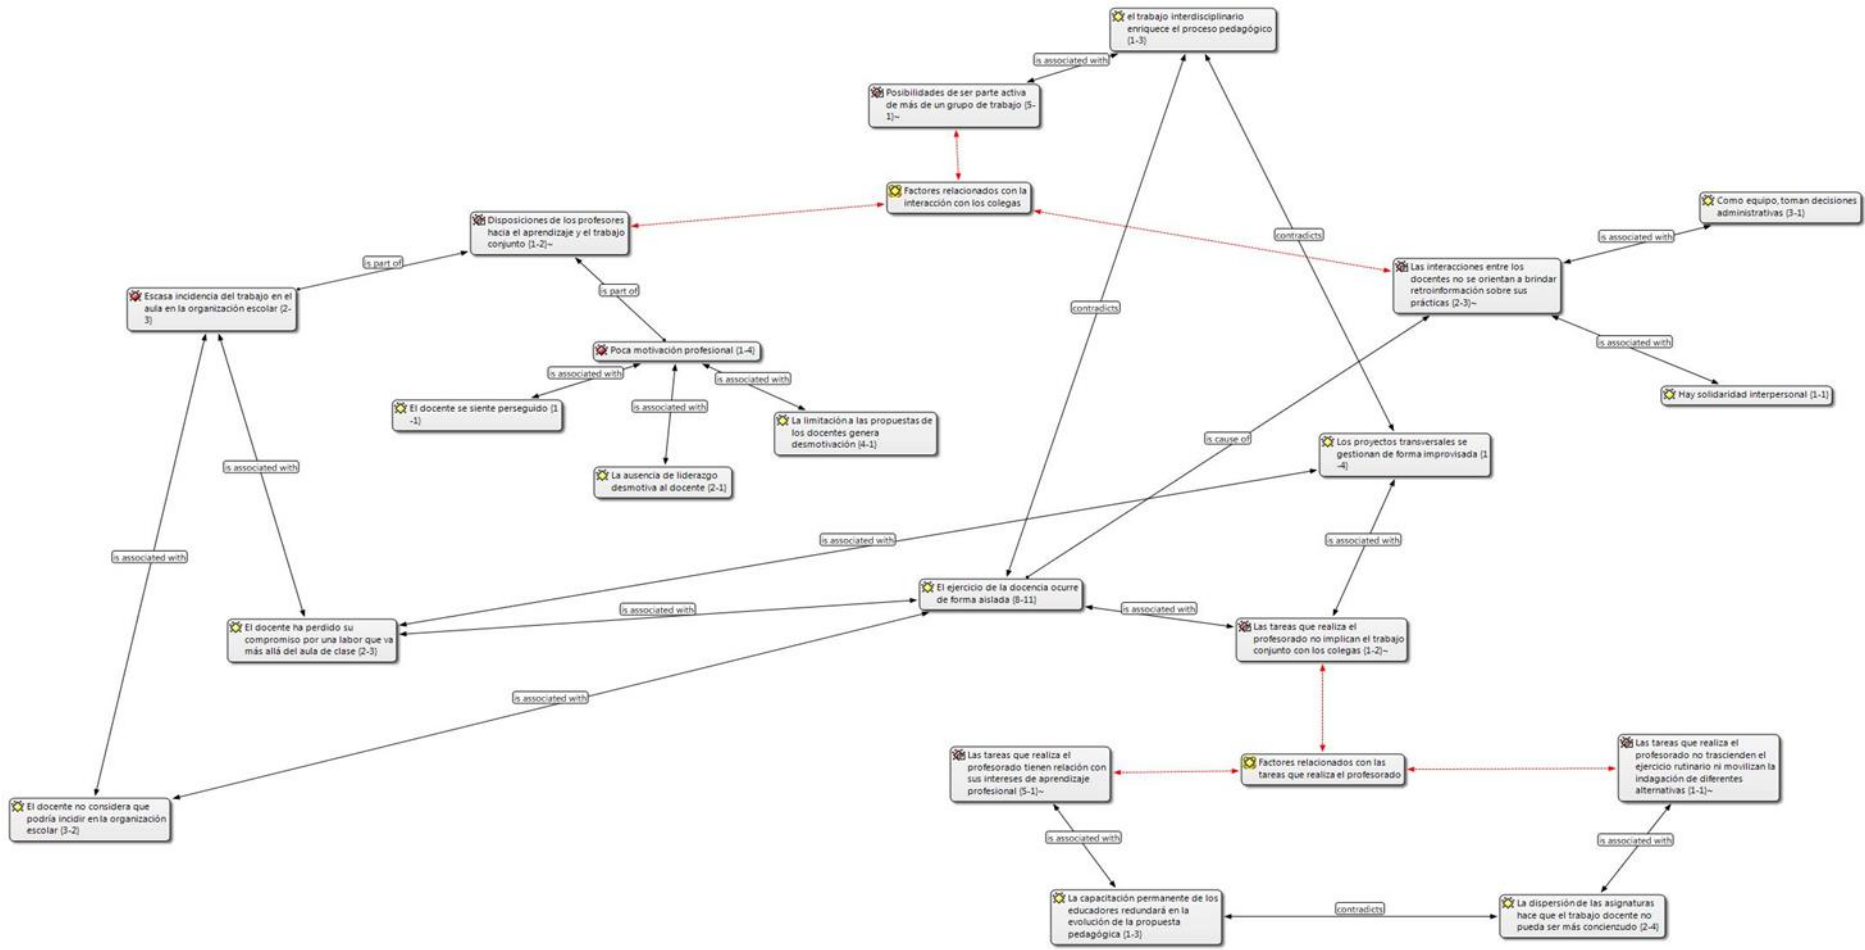 el trabajo interdisciplinario
enriquece el proceso pedagógico
{1-3}
is associated with
Posibilidades de ser parte activa
de más de un grupo de trabajo {5-
1}~
Factores relacionados con la
interacción con los colegas
Disposiciones de los profesores
hacia el aprendizaje y el trabajo
conjunto {1-2}~
Como equipo, toman decisiones
administrativas {3-1}
is associated with
contradicts
is part of
Las interacciones entre los
docentes no se orientan a brindar
retroinformación sobre sus
prácticas {2-3}~
Escasa incidencia del trabajo en el
aula en la organización escolar {2-
3}
is part of
contradicts
is associated with
Poca motivación profesional {1-4}
is associated with
is associated with
Hay solidaridad interpersonal {1-1}
El docente se siente perseguido {1
-1}
is associated with
La limitación a las propuestas de
los docentes genera
desmotivación {4-1}
is cause of
Los proyectos transversales se
gestionan de forma improvisada {1
-4}
is associated with
La ausencia de liderazgo
desmotiva al docente {2-1}
is associated with
is associated with
is associated with
El ejercicio de la docencia ocurre
de forma aislada {8-11}
is associated with
is associated with
El docente ha perdido su
compromiso por una labor que va
más allá del aula de clase {2-3}
Las tareas que realiza el
profesorado no implican el trabajo
conjunto con los colegas {1-2}~
is associated with
Las tareas que realiza el
profesorado tienen relación con
sus intereses de aprendizaje
profesional {5-1}~
Factores relacionados con las
tareas que realiza el profesorado
Las tareas que realiza el
profesorado no trascienden el
ejercicio rutinario ni movilizan la
indagación de diferentes
alternativas {1-1}~
El docente no considera que
podría incidir en la organización
escolar {3-2}
is associated with
is associated with
La capacitación permanente de los
educadores redundará en la
evolución de la propuesta
pedagógica {1-3}
contradicts
La dispersión de las asignaturas
hace que el trabajo docente no
pueda ser más concienzudo {2-4}